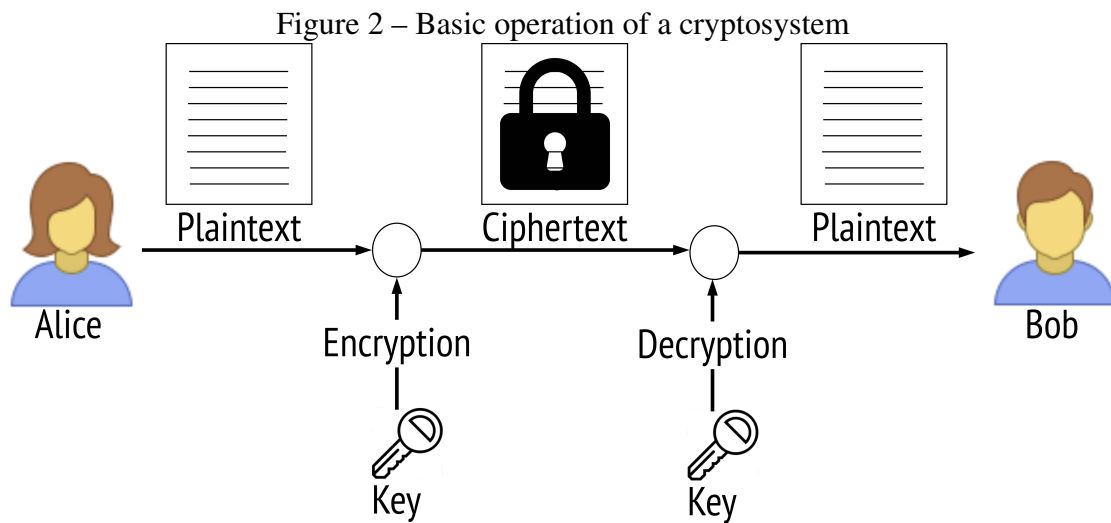 Figure 2 – Basic operation of a cryptosystem
Plaintext
Ciphertext
Plaintext
Alice
Bob
Encryption
Decryption
Key
Key